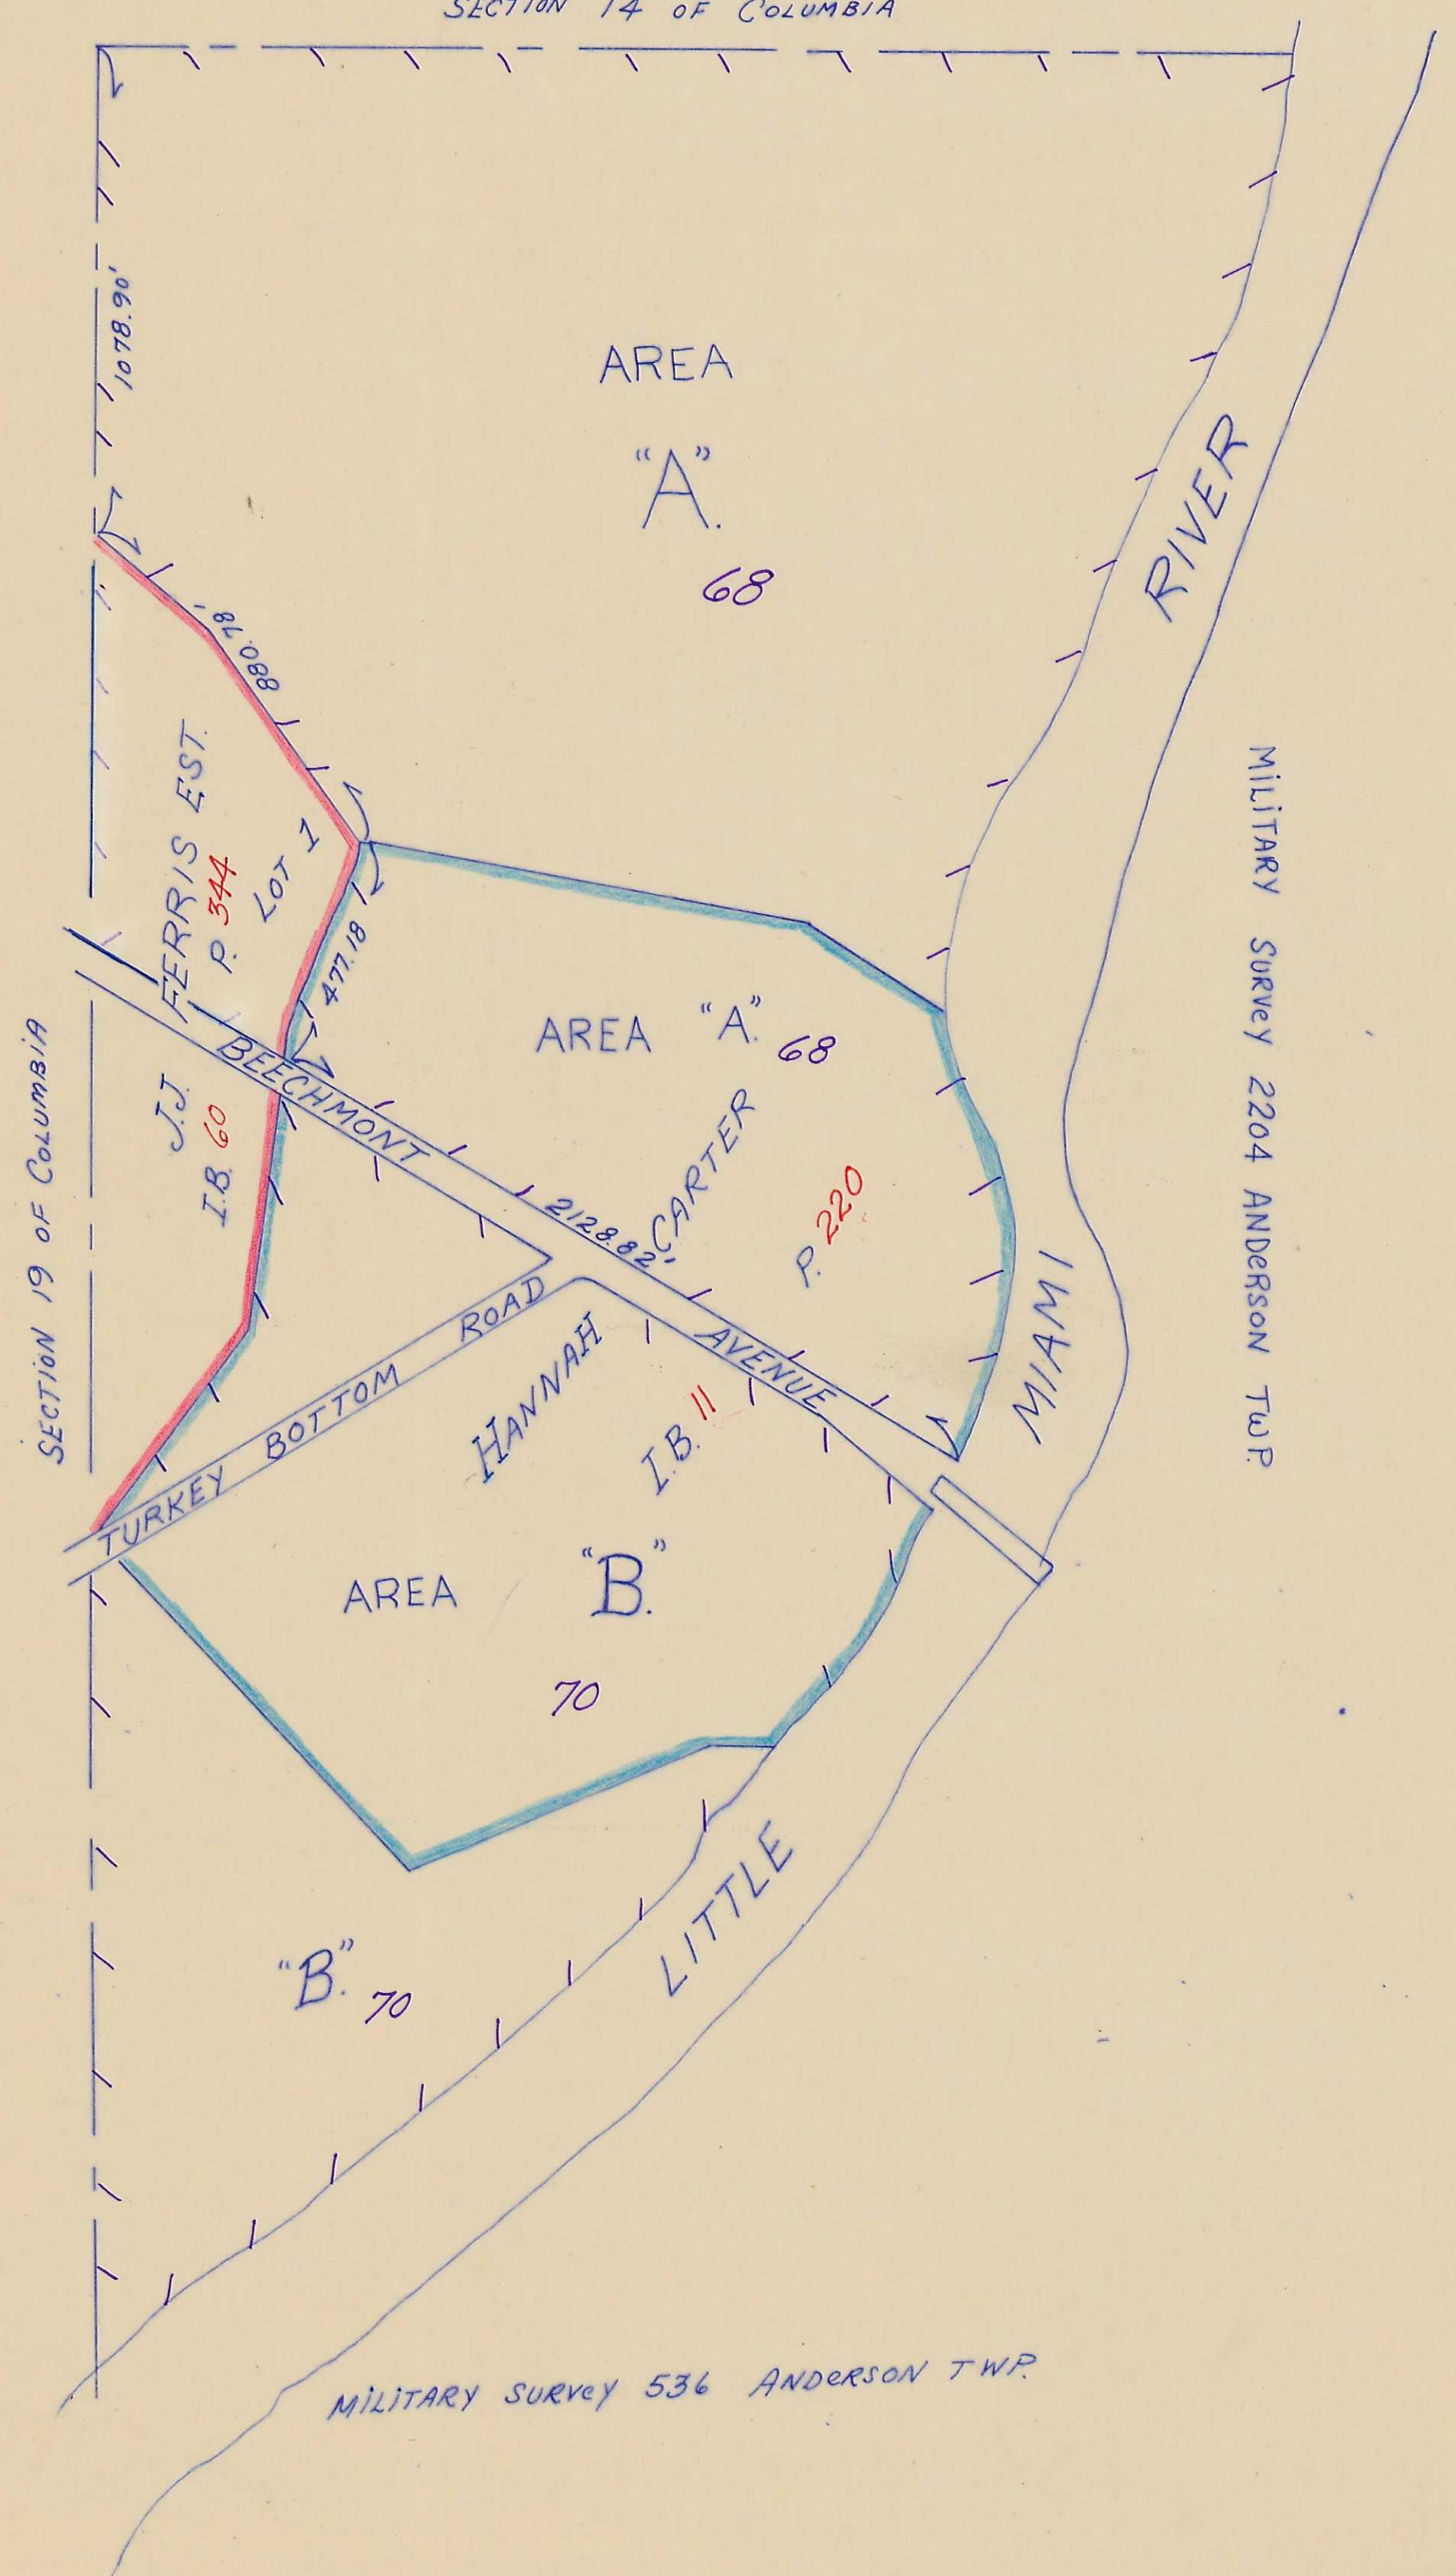 SECTION 14 OF COLUMBIA
1078.90'
AREA
"A."
68
RIVER
880.78'
FERRIS EST.
P. 344
LOT 1
477.18
MILITARY SURVEY 2204 ANDERSON TWP.
AREA "A." 68
BEECHMONT
J.J.
I.B. 60
SECTION 19 OF COLUMBIA
2128.82'
CARTER
P. 220
HANNAH
I.B. 11
AVENUE
MIAMI
TURKEY BOTTOM ROAD
AREA "B."
70
LITTLE
"B." 70
MILITARY SURVEY 536 ANDERSON TWP.